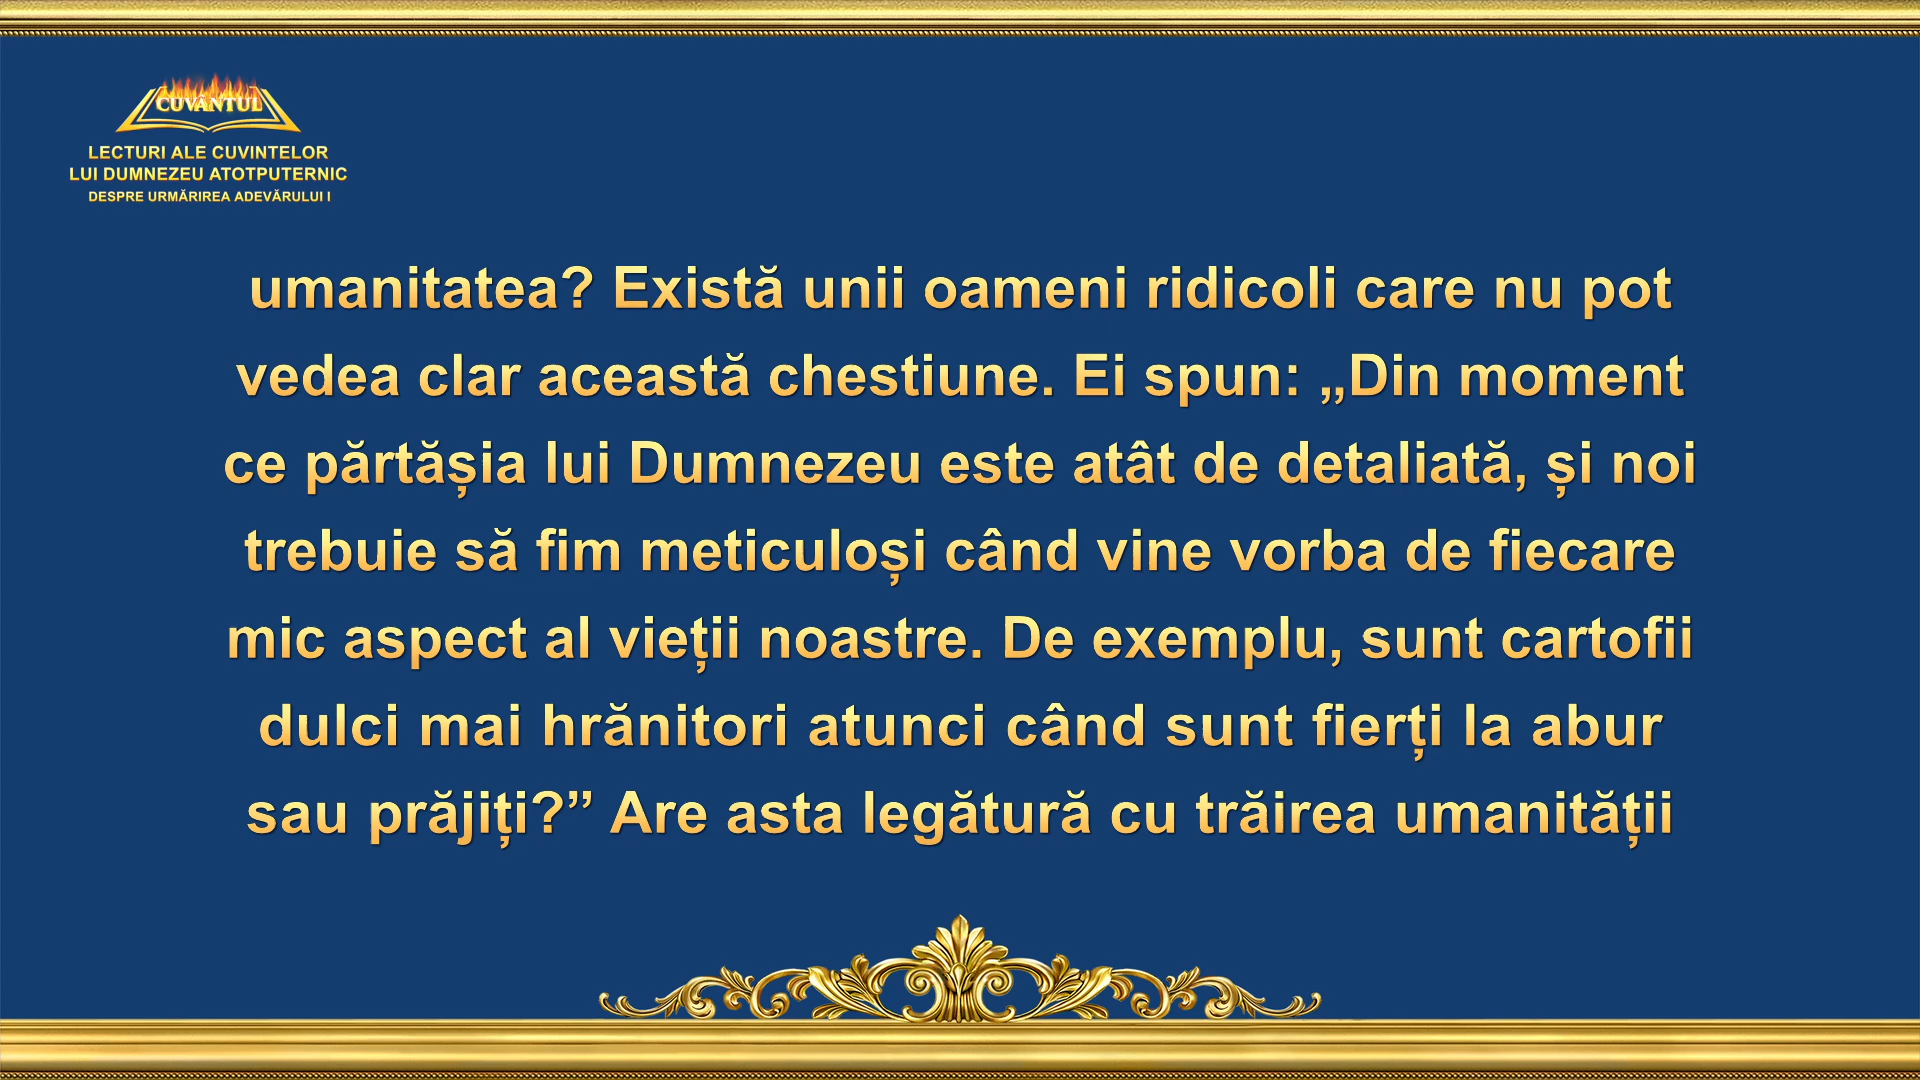 CUVÂNTUL
LECTURI ALE CUVINTELOR
LUI DUMNEZEU ATOTPUTERNIC
DESPRE URMĂRIREA ADEVĂRULUI I
umanitatea? Există unii oameni ridicoli care nu pot
vedea clar această chestiune. Ei spun: „Din moment
ce părtășia lui Dumnezeu este atât de detaliată, și noi
trebuie să fim meticuloși când vine vorba de fiecare
mic aspect al vieții noastre. De exemplu, sunt cartofii
dulci mai hrănitori atunci când sunt fierți la abur
sau prăjiți?” Are asta legătură cu trăirea umanității